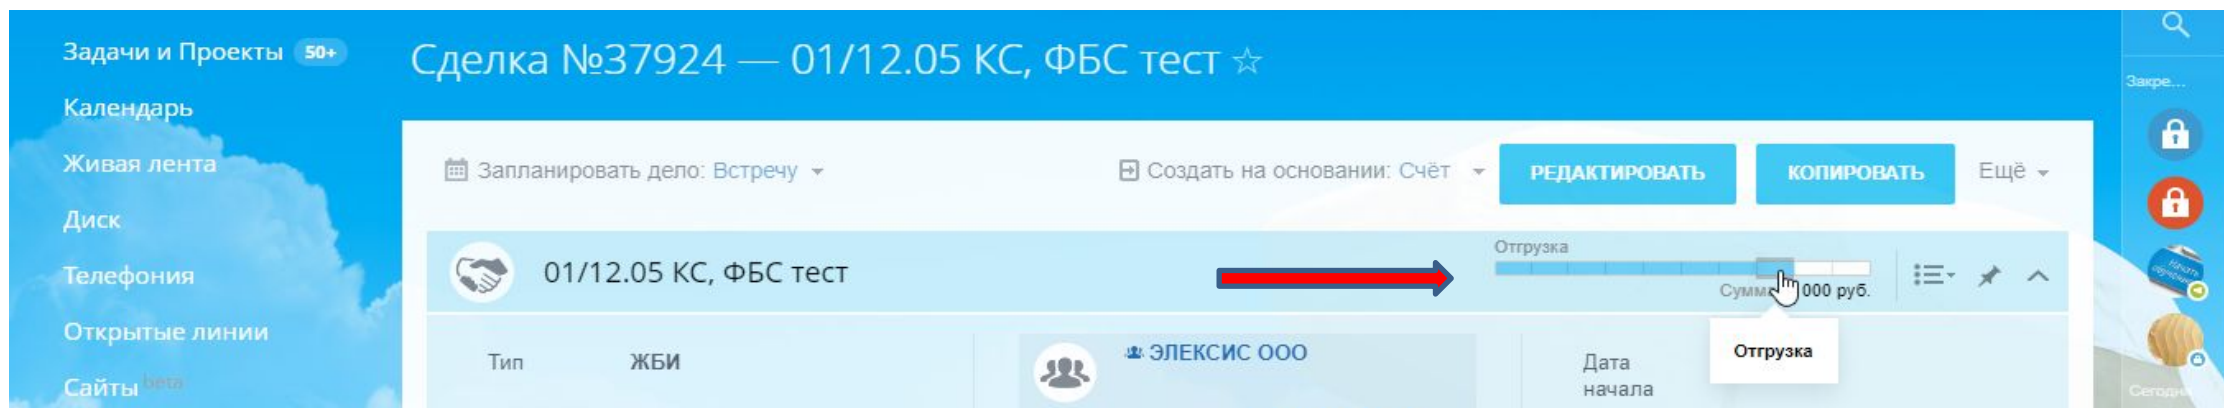 Задачи и Проекты 50+
Сделка №37924 — 01/12.05 КС, ФБС тест
Закре...
Календарь
Живая лента
Запланировать дело: Встречу
Создать на основании: Счёт
РЕДАКТИРОВАТЬ
КОПИРОВАТЬ
Ещё
Диск
Отгрузка
Телефония
01/12.05 КС, ФБС тест
000 руб.
Открытые линии
Тип ЖБИ
ЭЛЕКСИС ООО
Дата
начала
Отгрузка
Сайты beta